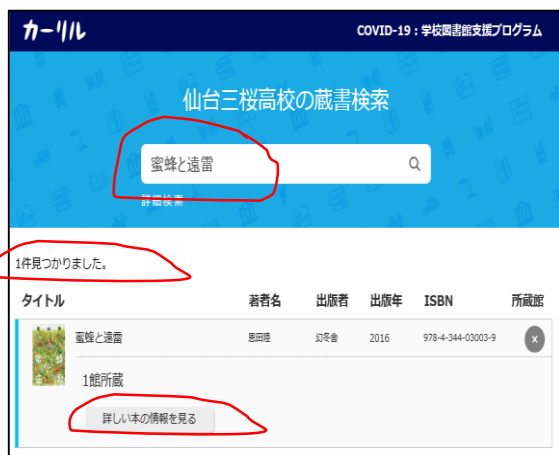 カーリル
COVID-19：学校図書館支援プログラム
仙台三桜高校の蔵書検索
蜜蜂と遠雷
詳細検索
1件見つかりました。
タイトル 著者名 出版者 出版年 ISBN 所蔵館
蜜蜂と遠雷 恩田陸 幻冬舎 2016 978-4-344-03003-9 x
1館所蔵
詳しい本の情報を見る